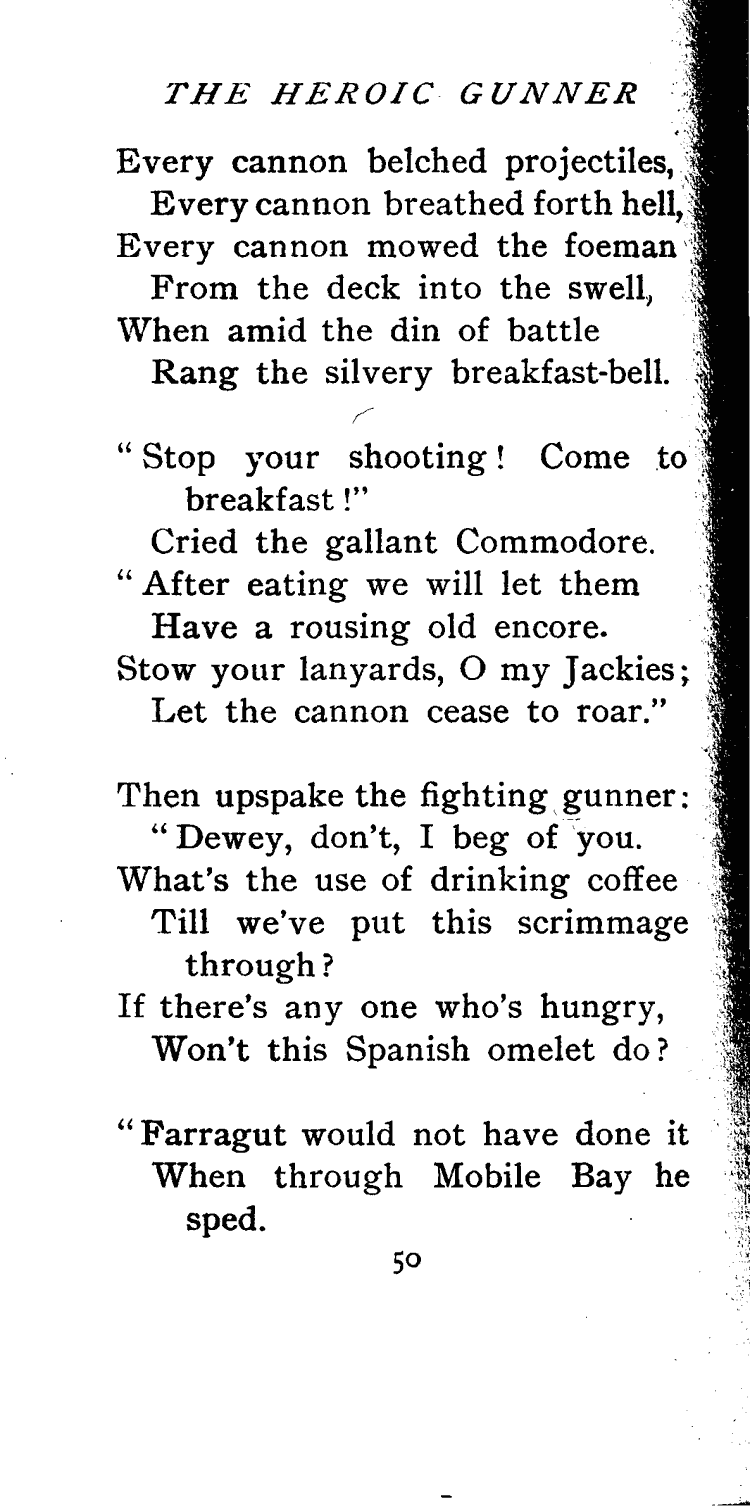 THE HEROIC GUNNER
Every cannon belched projectiles,
Every cannon breathed forth hell,
Every cannon mowed the foeman
From the deck into the swell,
When amid the din of battle
Rang the silvery breakfast-bell.
“Stop your shooting! Come to
breakfast!”
Cried the gallant Commodore.
“After eating we will let them
Have a rousing old encore.
Stow your lanyards, O my Jackies;
Let the cannon cease to roar.”
Then upspake the fighting gunner:
“Dewey, don't, I beg of you.
What's the use of drinking coffee
Till we've put this scrimmage
through?
If there's any one who's hungry,
Won't this Spanish omelet do?
“Farragut would not have done it
When through Mobile Bay he
sped.
50